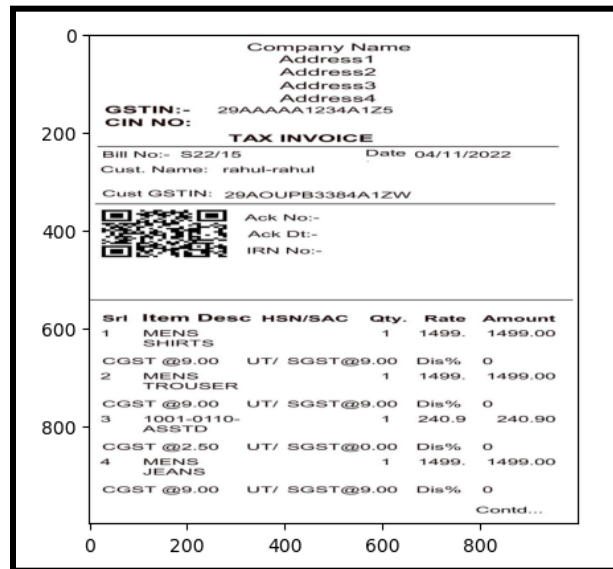 Company Name
Address1
Address2
Address3
Address4
GSTIN:- 29AAAAA1234A1Z5
CIN NO:
TAX INVOICE
Bill No:- S22/15 Date 04/11/2022
Cust. Name: rahul-rahul
Cust GSTIN: 29AOUPB3384A1ZW
Ack No:-
Ack Dt:-
IRN No:-
Srl Item Desc HSN/SAC Qty. Rate Amount
1 MENS 1 1499. 1499.00
SHIRTS
CGST @9.00 UT/ SGST@9.00 Dis% 0
2 MENS 1 1499. 1499.00
TROUSER
CGST @9.00 UT/ SGST@9.00 Dis% 0
3 1001-0110- 1 240.9 240.90
ASSTD
CGST @2.50 UT/ SGST@0.00 Dis% 0
4 MENS 1 1499. 1499.00
JEANS
CGST @9.00 UT/ SGST@9.00 Dis% 0
Contd...
0
200
400
600
800
0 200 400 600 800